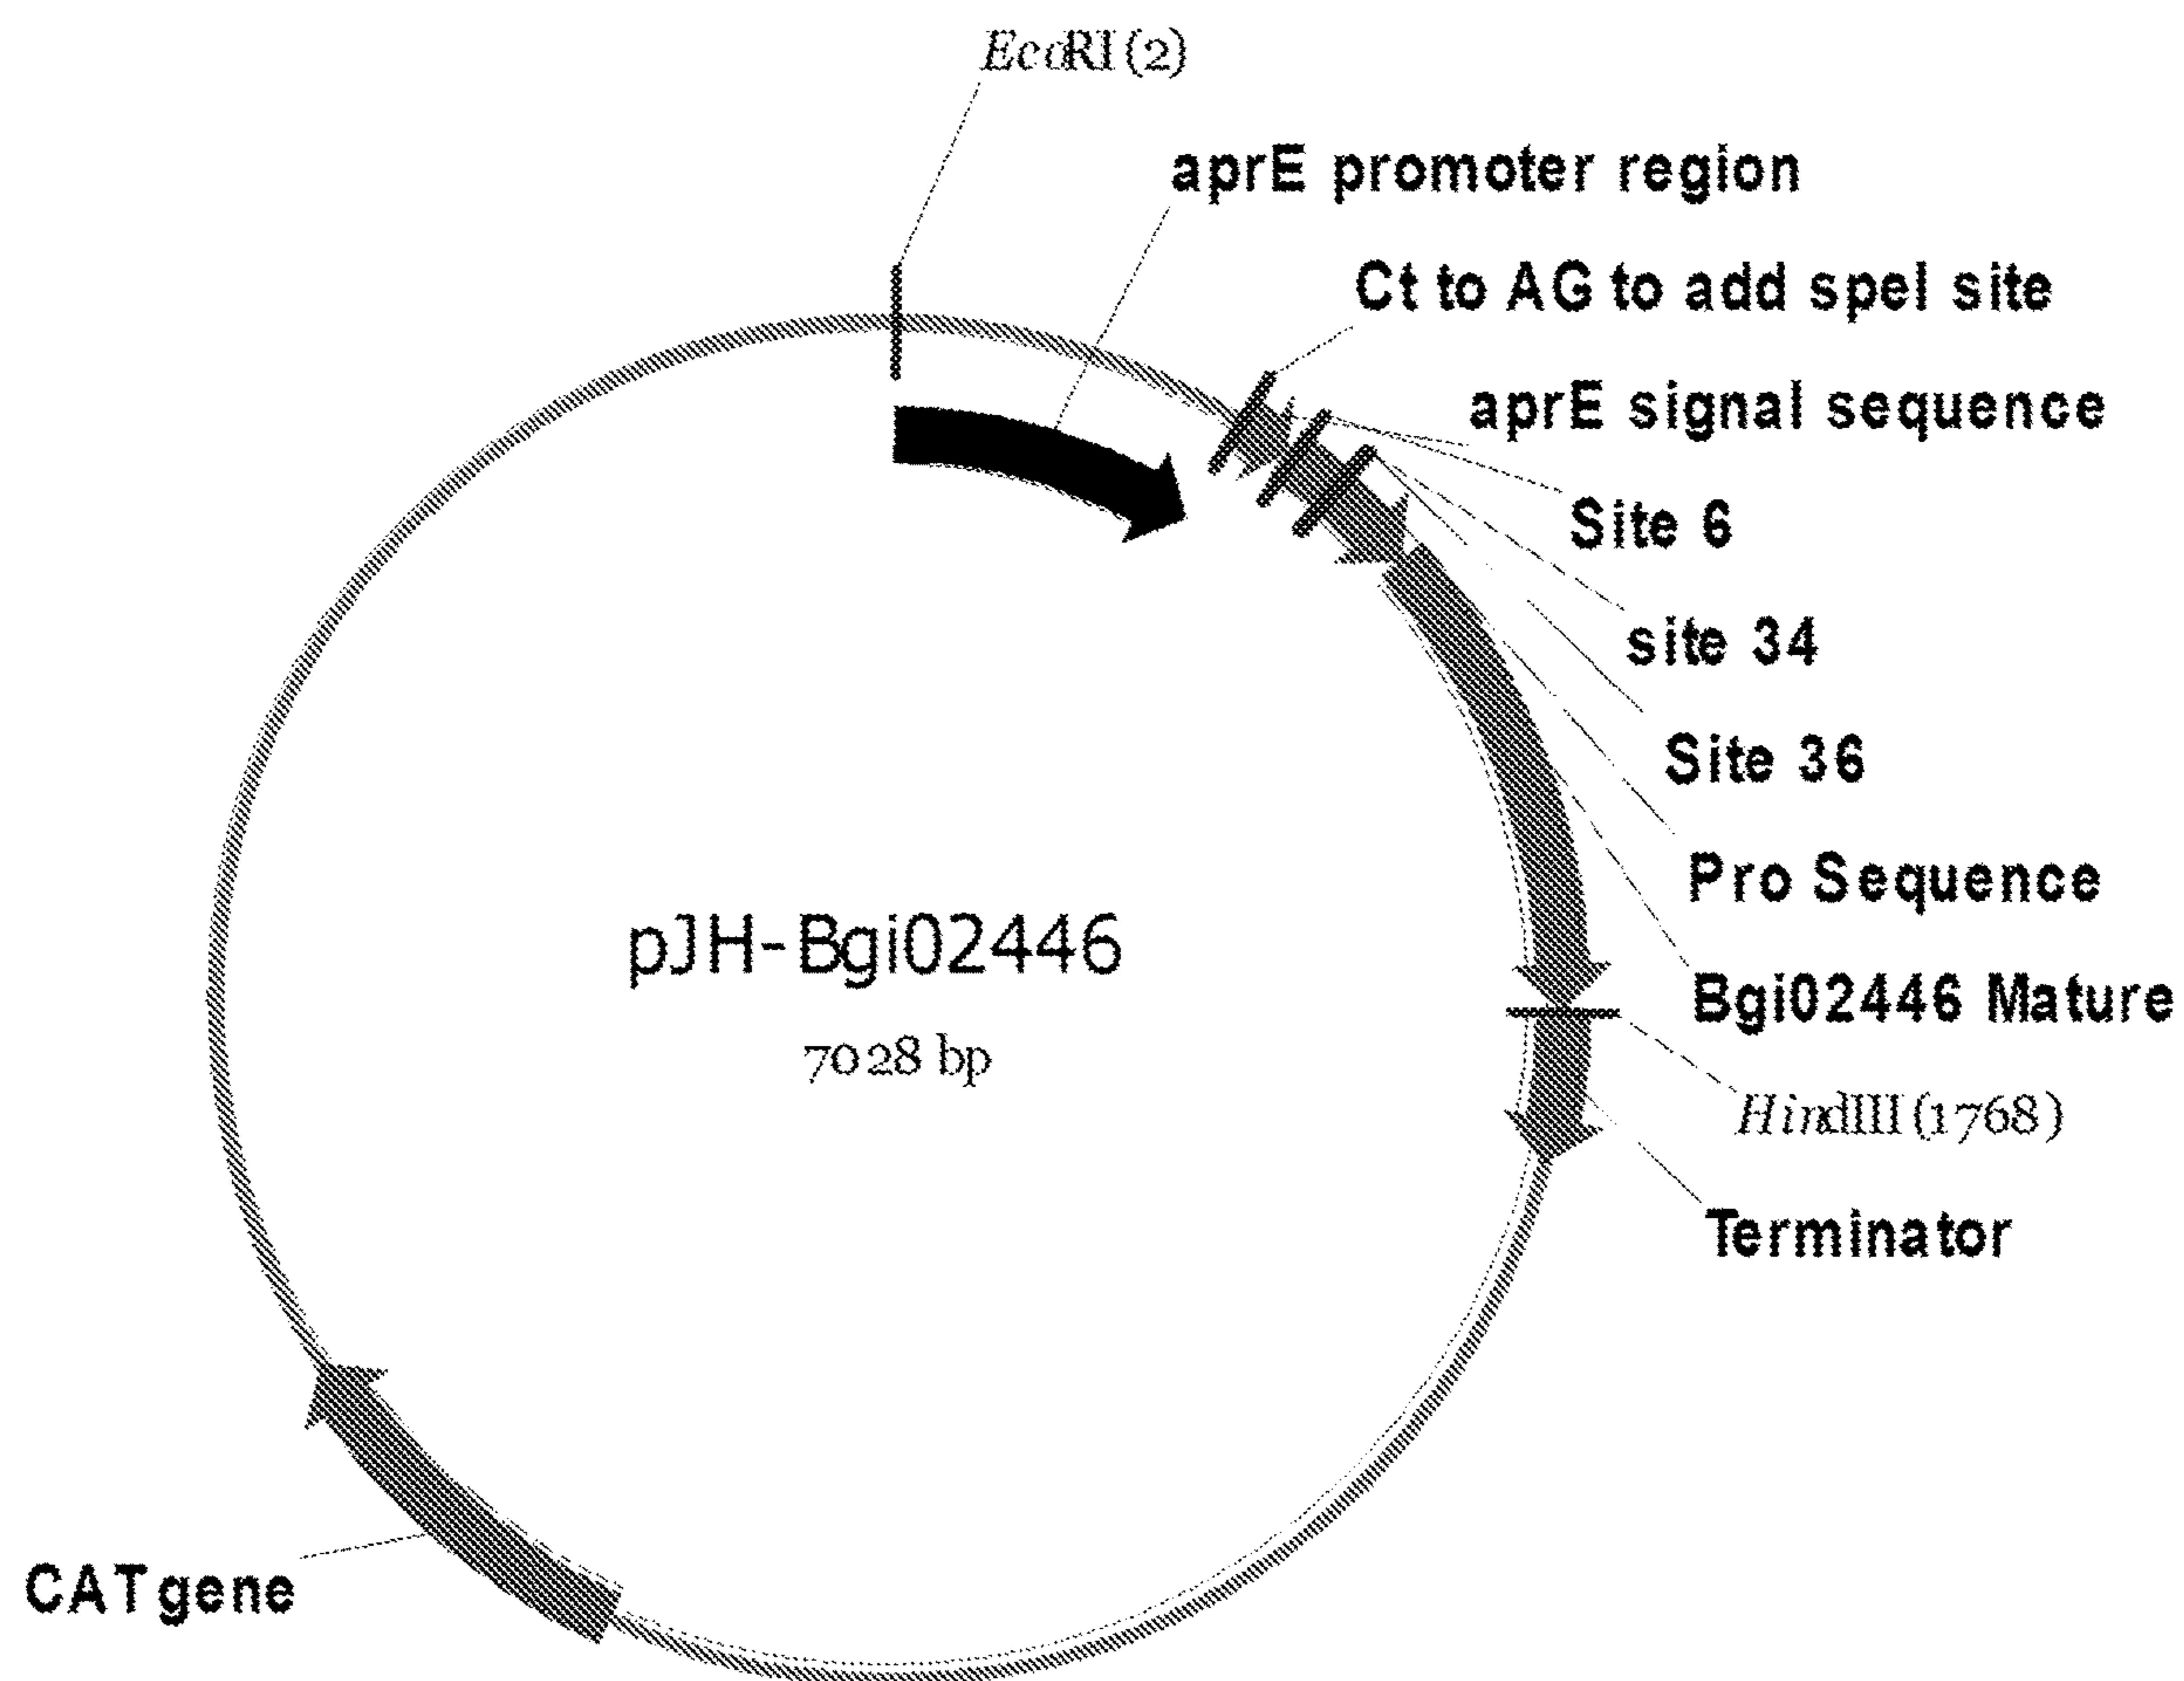 EcoRI (2)
aprE promoter region
Ct to AG to add speI site
aprE signal sequence
Site 6
site 34
Site 36
Pro Sequence
pJH-Bgi02446
7028 bp
Bgi02446 Mature
HindIII (1768)
Terminator
CAT gene